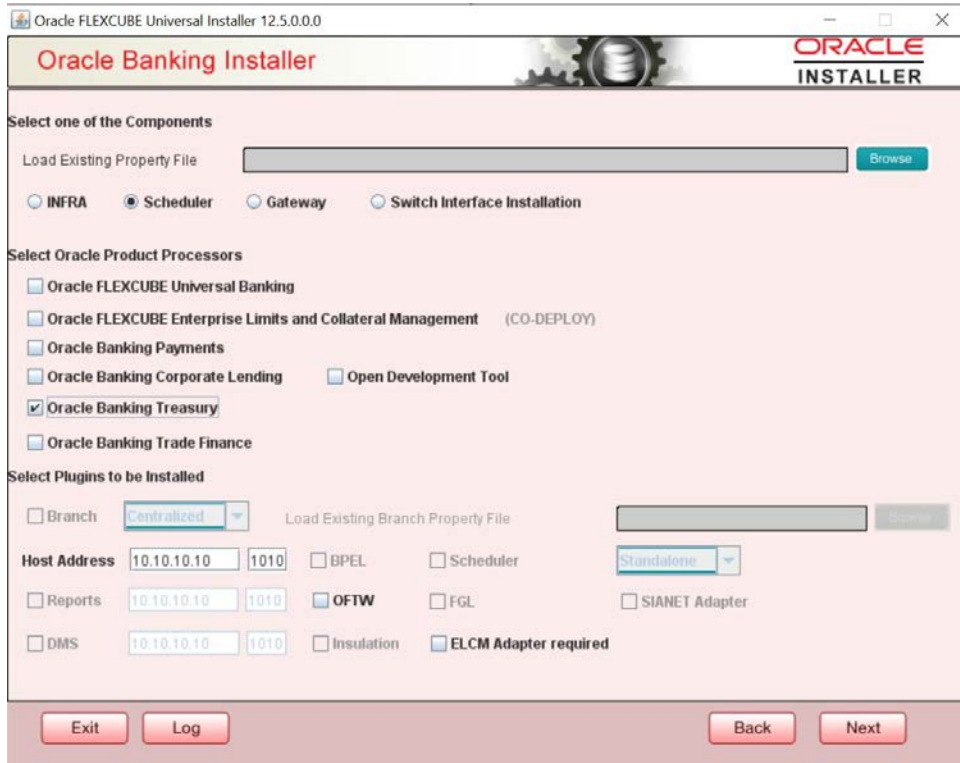 Oracle FLEXCUBE Universal Installer 12.5.0.0.0
Oracle Banking Installer
ORACLE
INSTALLER
Select one of the Components
Load Existing Property File Browse
INFRA Scheduler Gateway Switch Interface Installation
Select Oracle Product Processors
Oracle FLEXCUBE Universal Banking
Oracle FLEXCUBE Enterprise Limits and Collateral Management (CO-DEPLOY)
Oracle Banking Payments
Oracle Banking Corporate Lending Open Development Tool
Oracle Banking Treasury
Oracle Banking Trade Finance
Select Plugins to be Installed
Branch Centralized Load Existing Branch Property File Browse
Host Address 10.10.10.10 1010 BPEL Scheduler Standalone
Reports 10.10.10.10 1010 OFTW FGL SIANET Adapter
DMS 10.10.10.10 1010 Insulation ELCM Adapter required
Exit Log Back Next